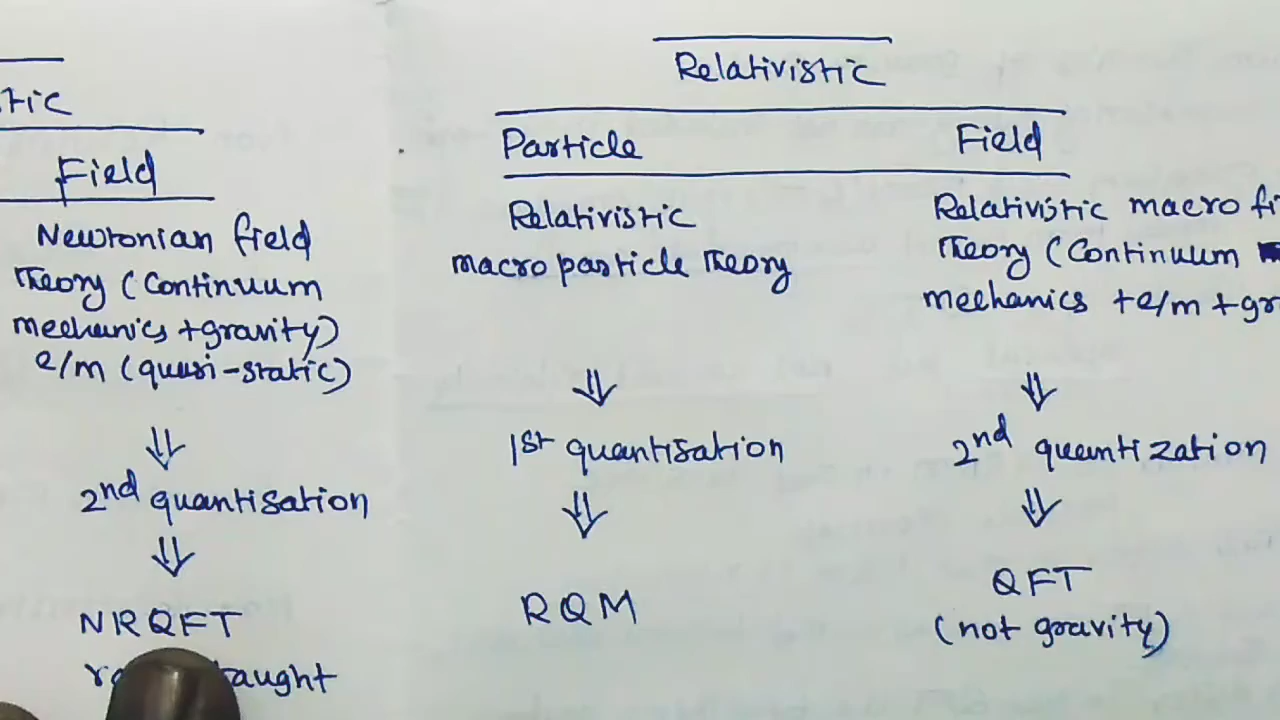 Relativistic
Field
Newtonian field
Theory (Continuum
mechanics + gravity)
e/m (quasi-static)
⇓
2nd quantisation
⇓
NRQFT
Particle
Relativistic
macro particle Theory
⇓
1st quantisation
⇓
RQM
Field
Relativistic macro
Theory (Continuum
mechanics + e/m +
⇓
2nd quantization
⇓
QFT
(not gravity)